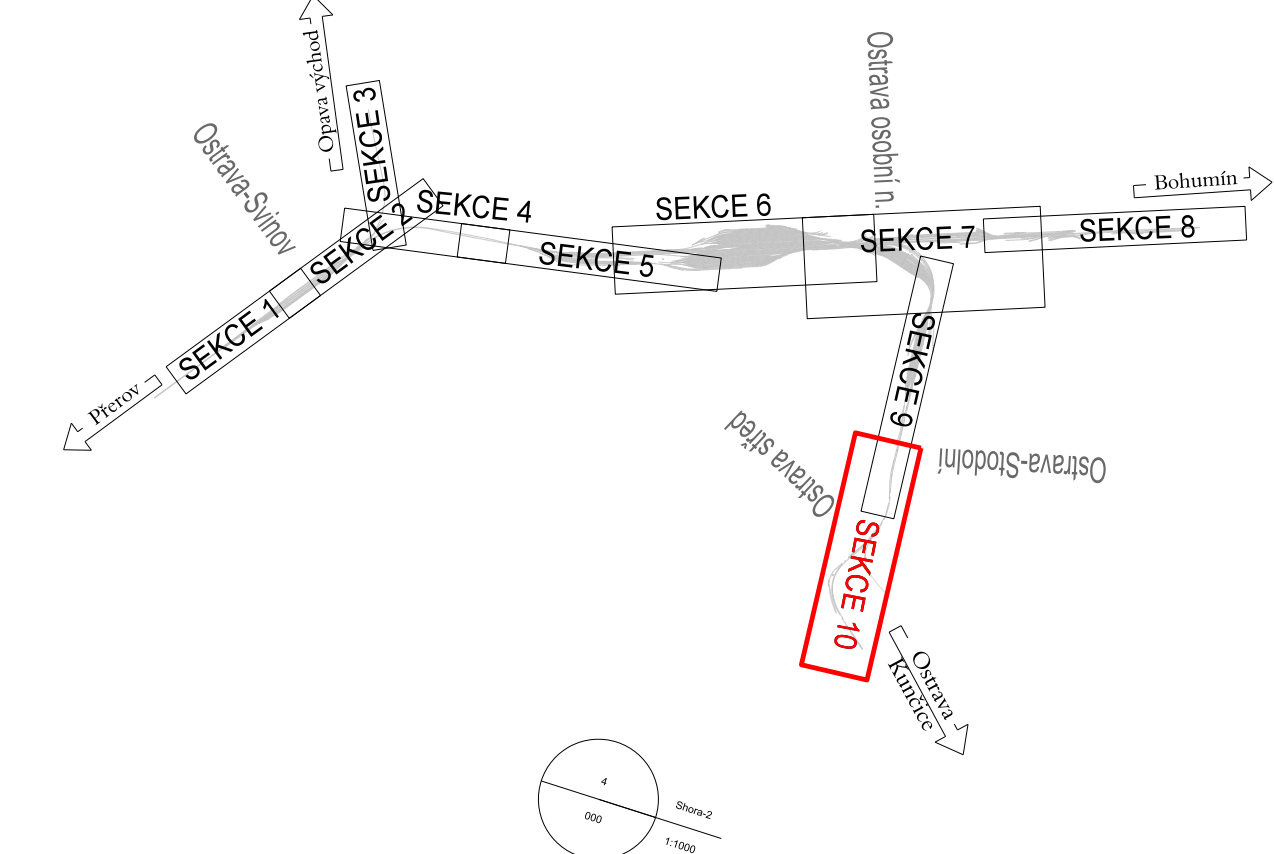 Opava východ
SEKCE 3
Ostrava-Svinov
Ostrava osobní n.
Bohumín
SEKCE 4
SEKCE 6
SEKCE 2
SEKCE 7
SEKCE 8
SEKCE 5
SEKCE 1
Přerov
SEKCE 9
Ostrava střed
Ostrava-Stodolní
SEKCE 10
Ostrava
Kunčice
4
000
Shora-2
1:1000